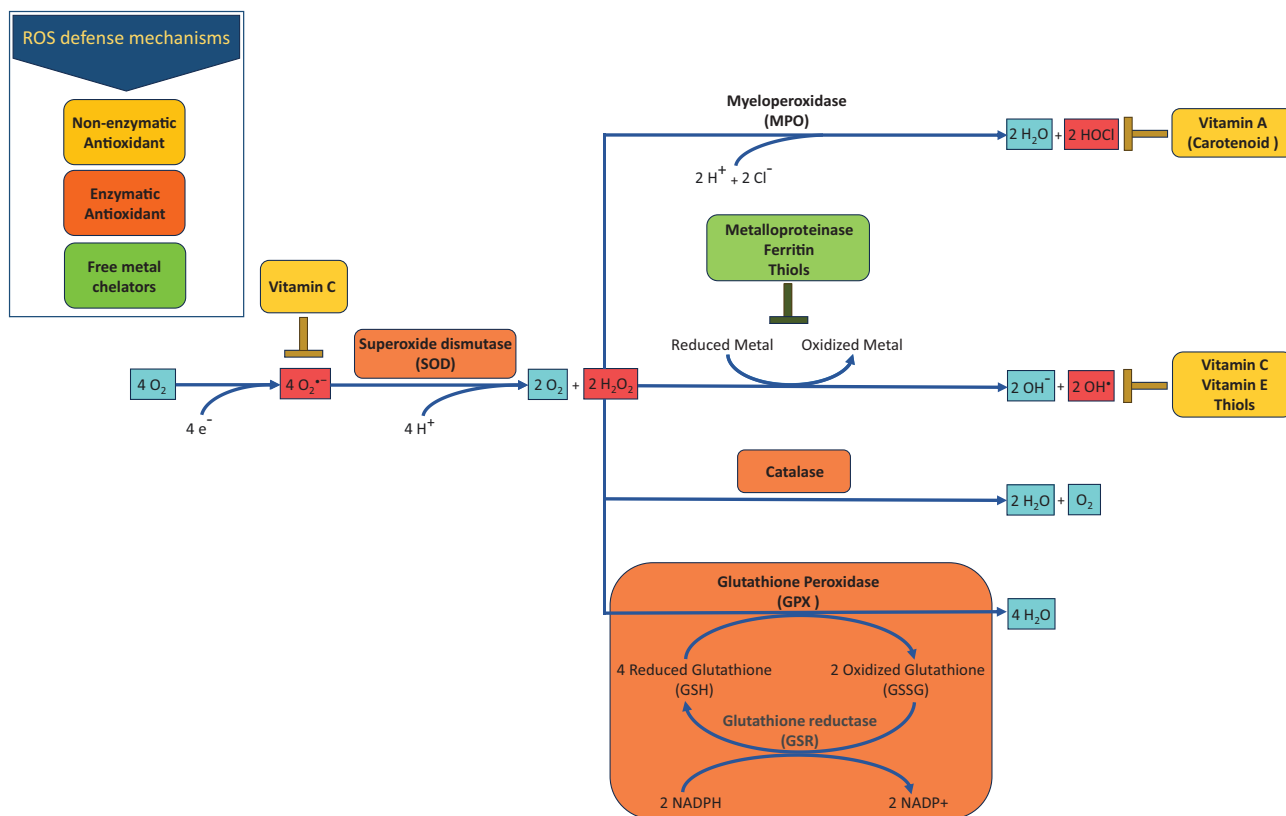 ROS defense mechanisms
Non-enzymatic
Antioxidant
Enzymatic
Antioxidant
Free metal
chelators
Myeloperoxidase
(MPO)
2 H⁺ + 2 Cl⁻
2 H₂O + 2 HOCl
Vitamin A
(Carotenoid )
Metalloproteinase
Ferritin
Thiols
Vitamin C
Superoxide dismutase
(SOD)
Reduced Metal
Oxidized Metal
4 O₂
4 O₂•⁻
2 O₂ + 2 H₂O₂
2 OH⁻ + 2 OH•
4 e⁻
4 H⁺
Vitamin C
Vitamin E
Thiols
Catalase
2 H₂O + O₂
Glutathione Peroxidase
(GPX )
4 H₂O
4 Reduced Glutathione
(GSH)
2 Oxidized Glutathione
(GSSG)
Glutathione reductase
(GSR)
2 NADPH
2 NADP+